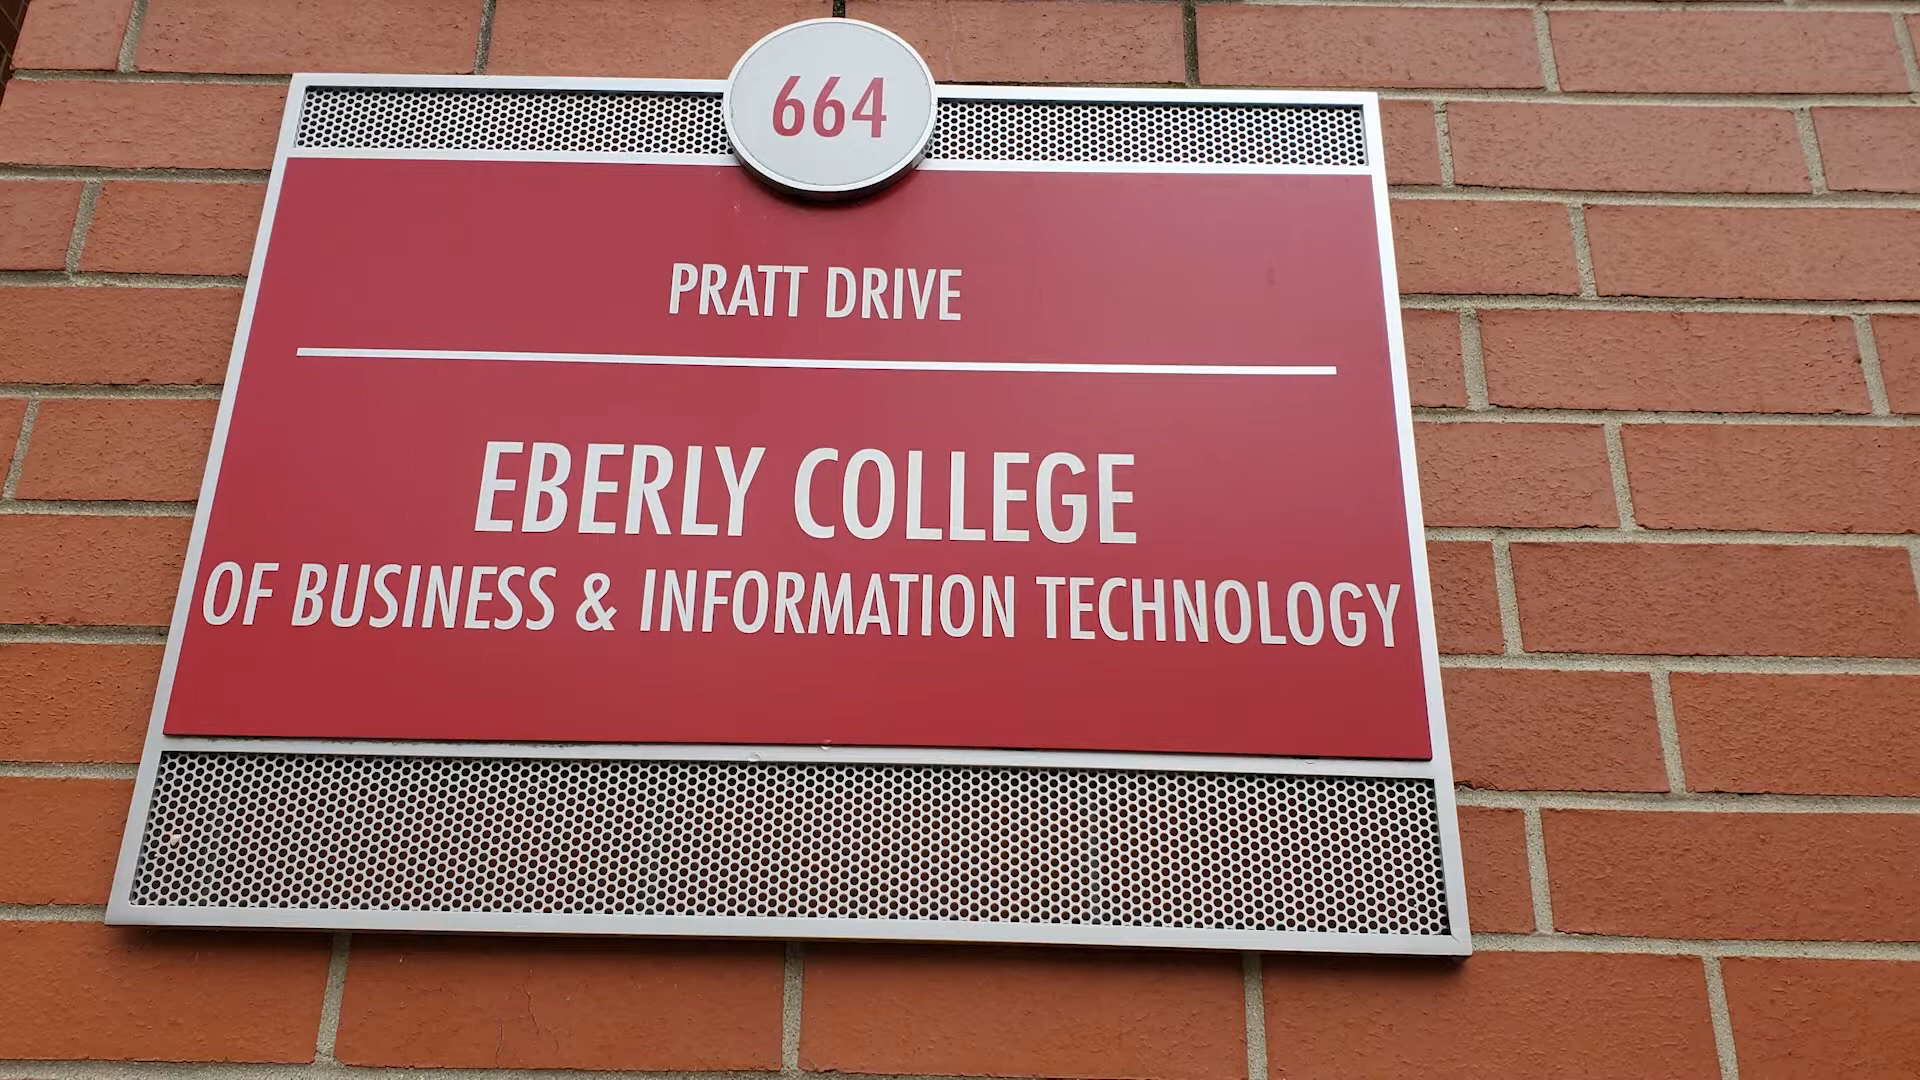 664
PRATT DRIVE
EBERLY COLLEGE
OF BUSINESS & INFORMATION TECHNOLOGY